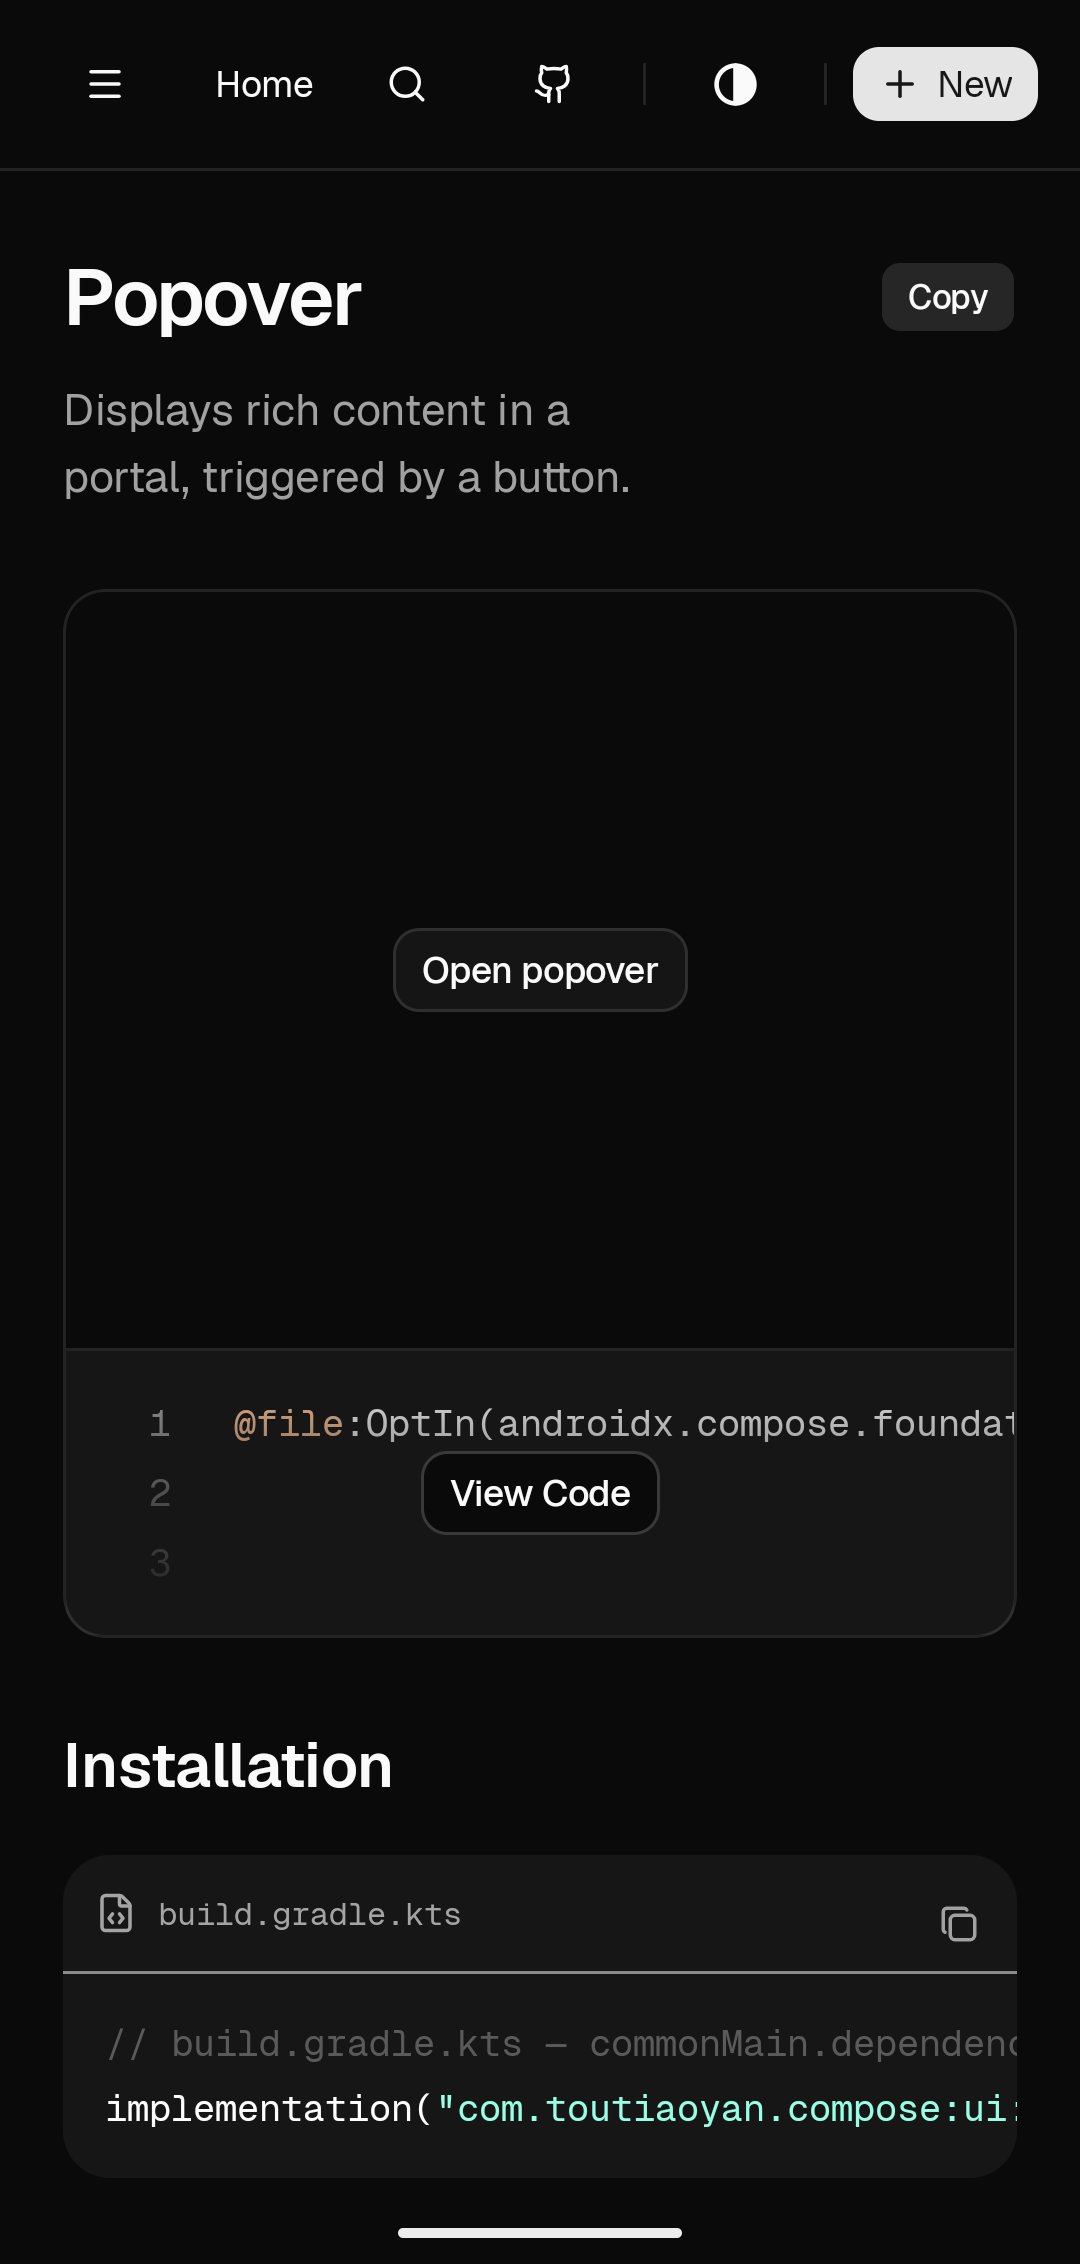 Home
New
Popover
Copy
Displays rich content in a
portal, triggered by a button.
Open popover
1 @file:OptIn(androidx.compose.foundat
2
View Code
3
Installation
build.gradle.kts
// build.gradle.kts — commonMain.dependenc
implementation("com.toutiaoyan.compose:ui: